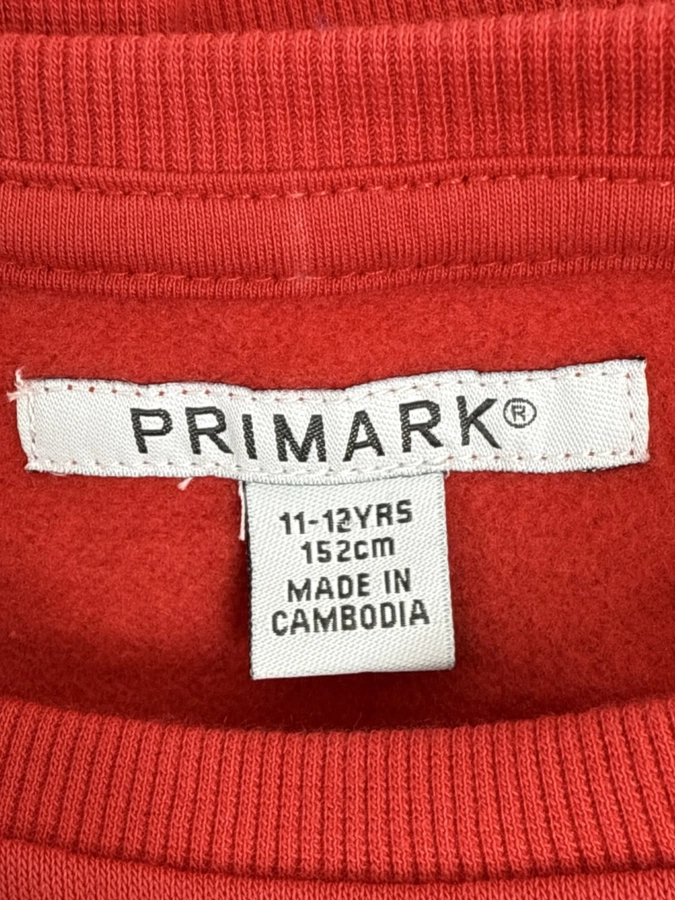 PRIMARK®
11-12YRS
152cm
MADE IN
CAMBODIA